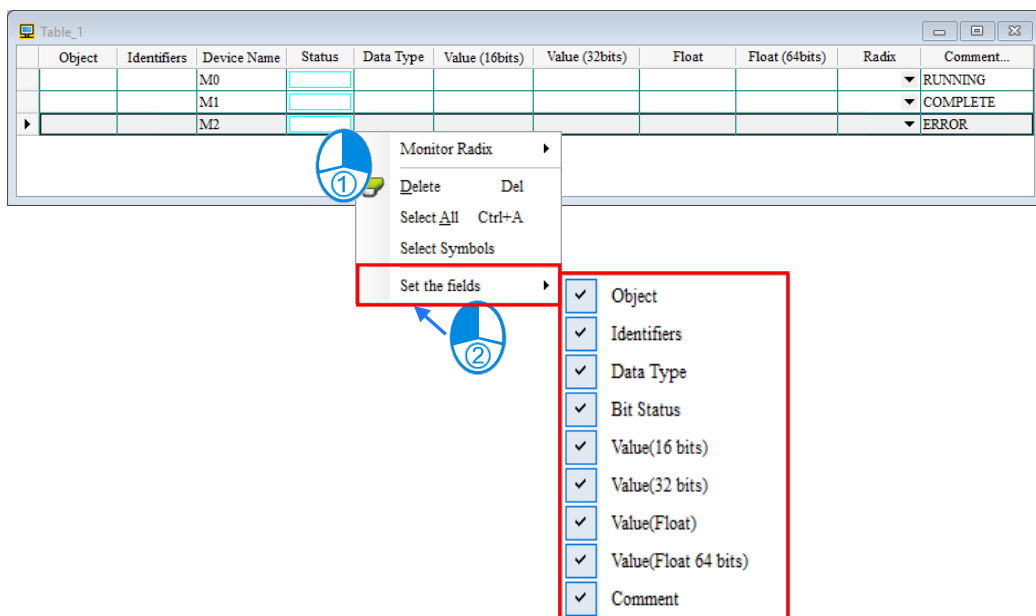 Table_1
Object Identifiers Device Name Status Data Type Value (16bits) Value (32bits) Float Float (64bits) Radix Comment...
M0 RUNNING
M1 COMPLETE
M2 ERROR
①
Monitor Radix
Delete Del
Select All Ctrl+A
Select Symbols
Set the fields
②
Object
Identifiers
Data Type
Bit Status
Value(16 bits)
Value(32 bits)
Value(Float)
Value(Float 64 bits)
Comment